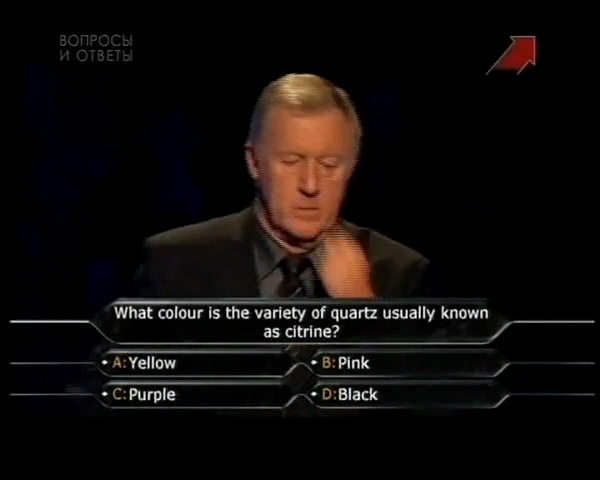 ВОПРОСЫ
И ОТВЕТЫ
What colour is the variety of quartz usually known
as citrine?
A: Yellow
B: Pink
C: Purple
D: Black